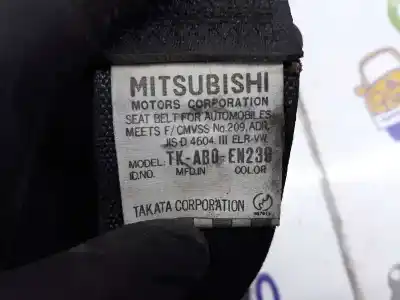 MITSUBISHI
MOTORS CORPORATION
SEAT BELT FOR AUTOMOBILES
MEETS F/CMVSS No.209, ADR,
JIS D 4604. III ELR-VW
MODEL: TK-AB0-EN239
ID.NO. MFD.IN COLOR
TAKATA CORPORATION